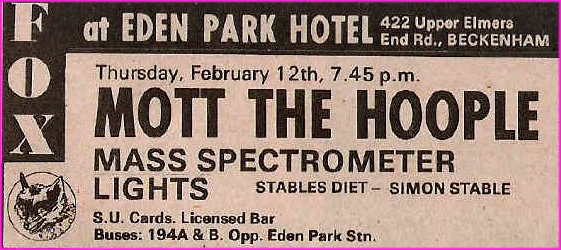 FOX
at EDEN PARK HOTEL 422 Upper Elmers
End Rd., BECKENHAM
Thursday, February 12th, 7.45 p.m.
MOTT THE HOOPLE
MASS SPECTROMETER
LIGHTS STABLES DIET – SIMON STABLE
S.U. Cards. Licensed Bar
Buses: 194A & B. Opp. Eden Park Stn.